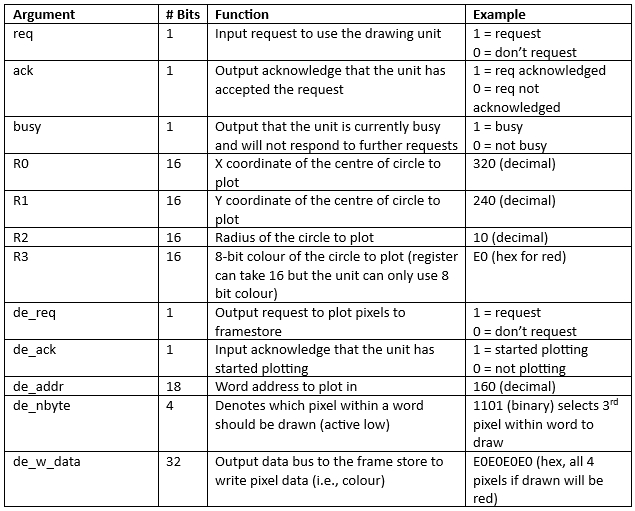 Argument # Bits Function Example
req 1 Input request to use the drawing unit 1 = request
0 = don't request
ack 1 Output acknowledge that the unit has 1 = req acknowledged
accepted the request 0 = req not
acknowledged
busy 1 Output that the unit is currently busy 1 = busy
and will not respond to further requests 0 = not busy
R0 16 X coordinate of the centre of circle to 320 (decimal)
plot
R1 16 Y coordinate of the centre of circle to 240 (decimal)
plot
R2 16 Radius of the circle to plot 10 (decimal)
R3 16 8-bit colour of the circle to plot (register E0 (hex for red)
can take 16 but the unit can only use 8
bit colour)
de_req 1 Output request to plot pixels to 1 = request
framestore 0 = don't request
de_ack 1 Input acknowledge that the unit has 1 = started plotting
started plotting 0 = not plotting
de_addr 18 Word address to plot in 160 (decimal)
de_nbyte 4 Denotes which pixel within a word 1101 (binary) selects 3rd
should be drawn (active low) pixel within word to
draw
de_w_data 32 Output data bus to the frame store to E0E0E0E0 (hex, all 4
write pixel data (i.e., colour) pixels if drawn will be
red)